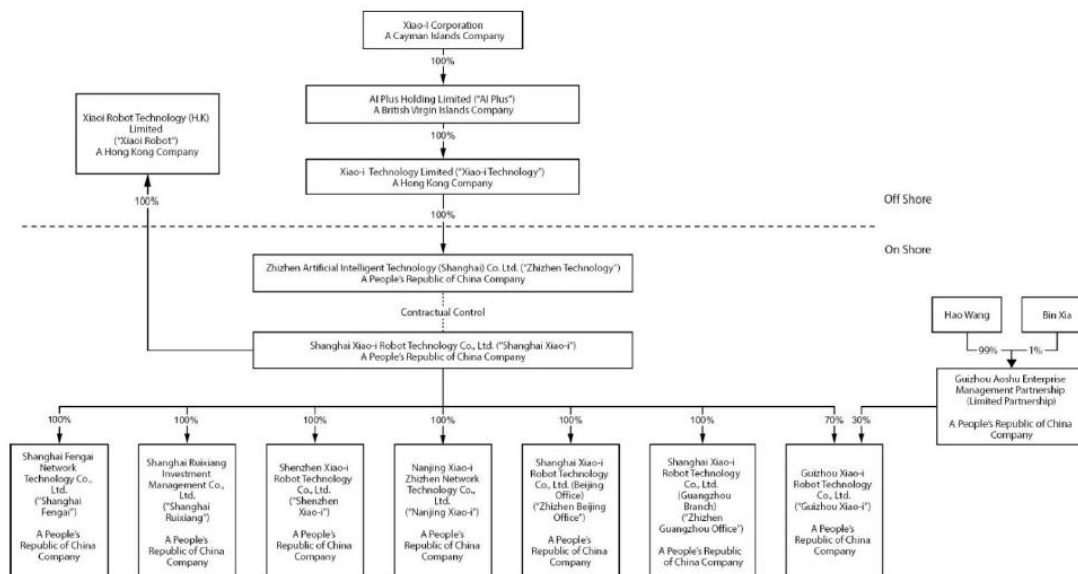 Xiao-I Corporation
A Cayman Islands Company
100%
AI Plus Holding Limited ("AI Plus")
A British Virgin Islands Company
Xiaoi Robot Technology (H.K)
Limited
("Xiaoi Robot")
A Hong Kong Company
100%
Xiao-i Technology Limited ("Xiao-i Technology")
A Hong Kong Company
100%
100%
Off Shore
On Shore
Zhizhen Artificial Intelligent Technology (Shanghai) Co. Ltd. ("Zhizhen Technology")
A People's Republic of China Company
Contractual Control
Hao Wang
Bin Xia
Shanghai Xiao-i Robot Technology Co., Ltd. ("Shanghai Xiao-i")
A People's Republic of China Company
99%
1%
Guizhou Aoshu Enterprise
Management Partnership
(Limited Partnership)
A People's Republic of China
Company
100%
100%
100%
100%
100%
100%
70%
30%
Shanghai Fengai
Network
Technology Co.,
Ltd.
("Shanghai
Fengai")
A People's
Republic of China
Company
Shanghai Ruixiang
Investment
Management Co.,
Ltd.
("Shanghai
Ruixiang")
A People's
Republic of China
Company
Shenzhen Xiao-i
Robot Technology
Co., Ltd.
("Shenzhen
Xiao-i")
A People's
Republic of China
Company
Nanjing Xiao-i
Zhizhen Network
Technology Co.,
Ltd.
("Nanjing Xiao-i")
A People's
Republic of China
Company
Shanghai Xiao-i
Robot Technology
Co., Ltd. (Beijing
Office)
("Zhizhen Beijing
Office")
A People's
Republic of China
Company
Shanghai Xiao-i
Robot Technology
Co., Ltd.
(Guangzhou
Branch)
("Zhizhen
Guangzhou Office")
A People's Republic
of China Company
Guizhou Xiao-i
Robot Technology
Co., Ltd.
("Guizhou Xiao-i")
A People's
Republic of China
Company